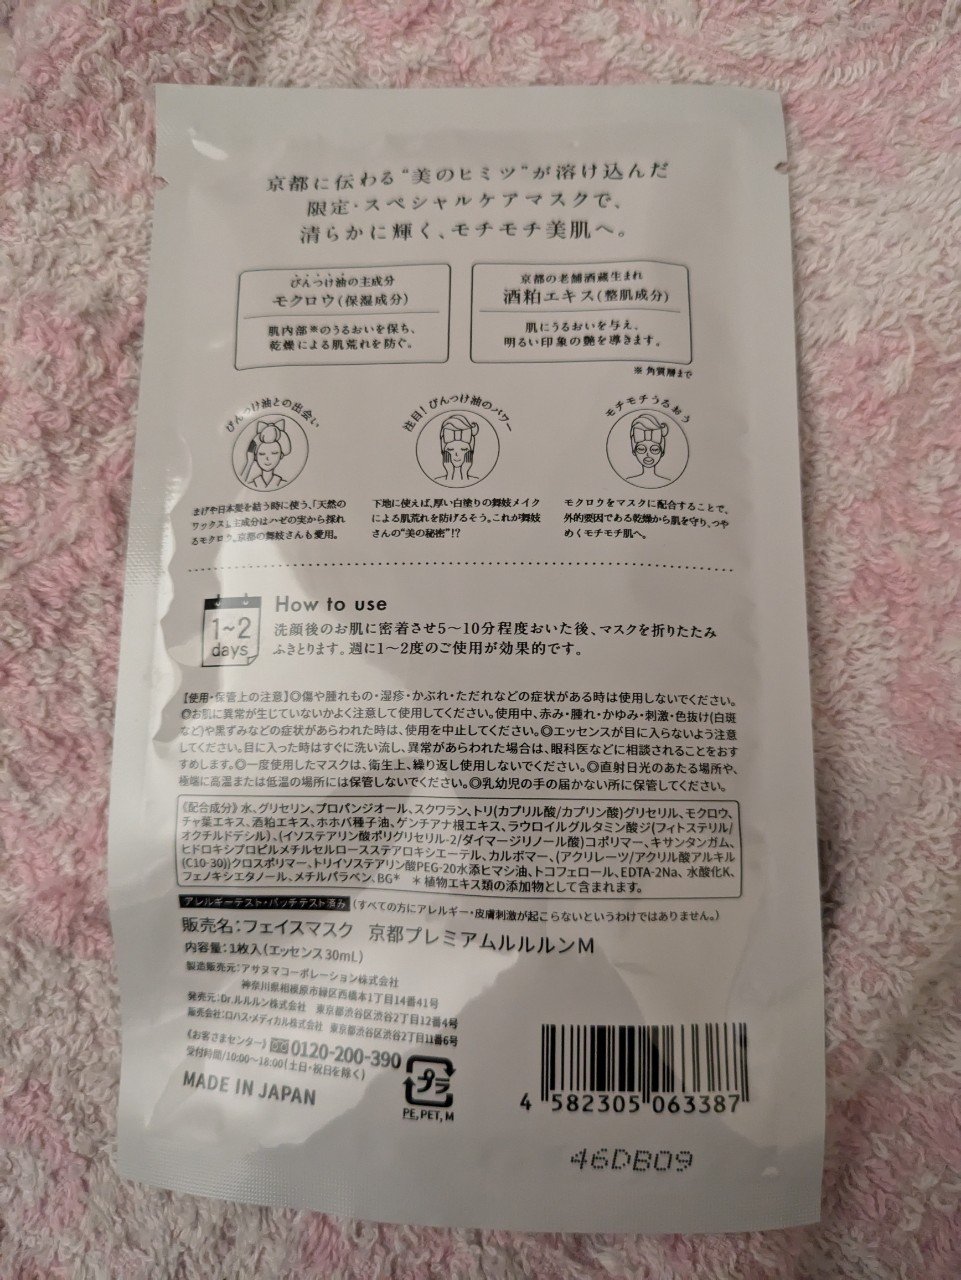 京都に伝わる“美のヒミツ”が溶け込んだ
限定・スペシャルケアマスクで、
清らかに輝く、モチモチ美肌へ。
びんつけ油の主成分
モクロウ(保湿成分)
肌内部※のうるおいを保ち、
乾燥による肌荒れを防ぐ。
京都の老舗酒蔵生まれ
酒粕エキス(整肌成分)
肌にうるおいを与え、
明るい印象の艶を導きます。
※ 角質層まで
びんつけ油との出会い
まげや日本髪を結う時に使う、「天然の
ワックス」。主成分はハゼの実から採れ
るモクロウ。京都の舞妓さんも愛用。
注目!びんつけ油のパワー
下地に使えば、厚い白塗りの舞妓メイク
による肌荒れを防げるそう。これが舞妓
さんの“美の秘密”!?
モチモチうるおう
モクロウをマスクに配合することで、
外的要因である乾燥から肌を守り、つや
めくモチモチ肌へ。
1~2
days
How to use
洗顔後のお肌に密着させ5〜10分程度おいた後、マスクを折りたたみ
ふきとります。週に1〜2度のご使用が効果的です。
【使用・保管上の注意】◎傷や腫れもの・湿疹・かぶれ・ただれなどの症状がある時は使用しないでください。
◎お肌に異常が生じていないかよく注意して使用してください。使用中、赤み・腫れ・かゆみ・刺激・色抜け(白斑
など)や黒ずみなどの症状があらわれた時は、使用を中止してください。◎エッセンスが目に入らないよう注意
してください。目に入った時はすぐに洗い流し、異常があらわれた場合は、眼科医などに相談されることをおす
すめします。◎一度使用したマスクは、衛生上、繰り返し使用しないでください。◎直射日光のあたる場所や、
極端に高温または低温の場所には保管しないでください。◎乳幼児の手の届かない所に保管してください。
《配合成分》水、グリセリン、プロパンジオール、スクワラン、トリ(カプリル酸/カプリン酸)グリセリル、モクロウ、
チャ葉エキス、酒粕エキス、ホホバ種子油、ゲンチアナ根エキス、ラウロイルグルタミン酸ジ(フィトステリル/
オクチルドデシル)、(イソステアリン酸ポリグリセリル-2/ダイマージリノール酸)コポリマー、キサンタンガム、
ヒドロキシプロピルメチルセルロースステアロキシエーテル、カルボマー、(アクリレーツ/アクリル酸アルキル
(C10-30))クロスポリマー、トリイソステアリン酸PEG-20水添ヒマシ油、トコフェロール、EDTA-2Na、水酸化K、
フェノキシエタノール、メチルパラベン、BG* *植物エキス類の添加物として含まれます。
アレルギーテスト・パッチテスト済み (すべての方にアレルギー・皮膚刺激が起こらないというわけではありません。)
販売名:フェイスマスク 京都プレミアムルルルンM
内容量:1枚入(エッセンス30mL)
製造販売元:アサヌマコーポレーション株式会社
神奈川県相模原市緑区西橋本1丁目14番41号
発売元:Dr.ルルルン株式会社 東京都渋谷区渋谷2丁目12番4号
販売会社:ロハス・メディカル株式会社 東京都渋谷区渋谷2丁目11番6号
《お客さまセンター》0120-200-390
受付時間/10:00〜18:00(土日・祝日を除く)
MADE IN JAPAN
プラ
PE, PET, M
4 582305 063387
46DB09